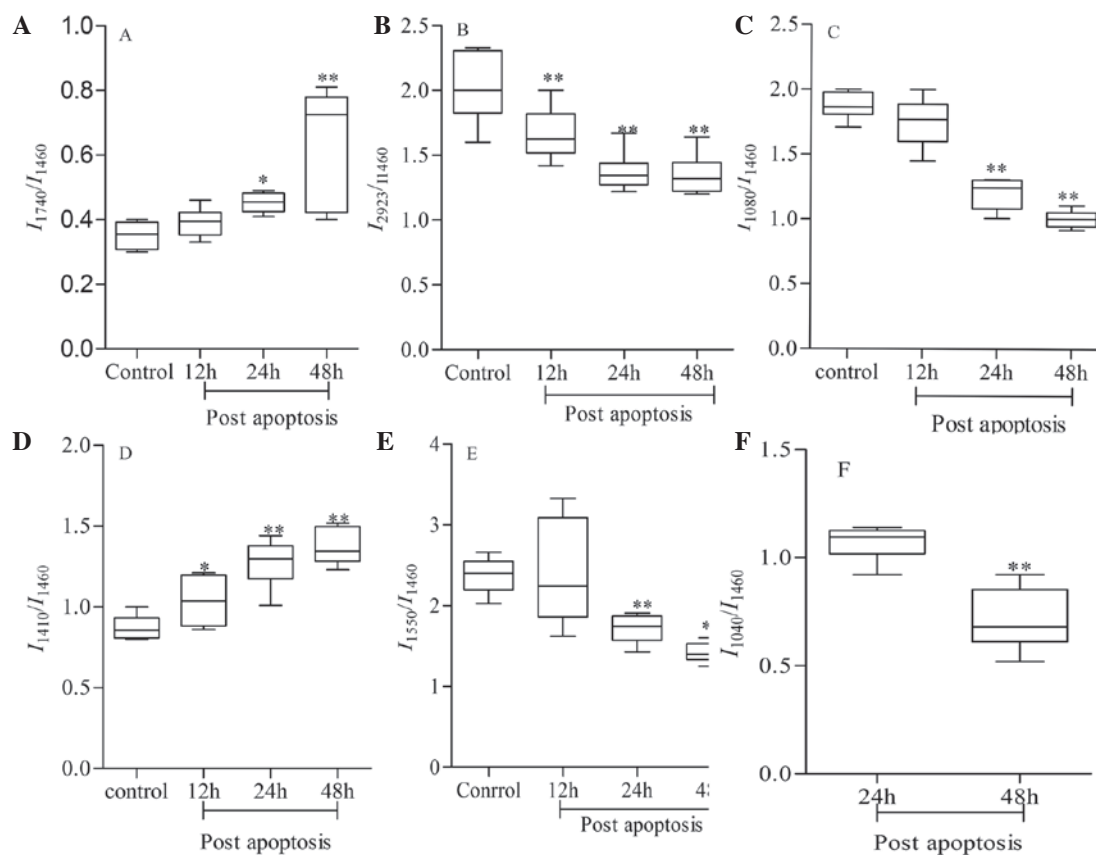 A
A
I1740/I1460
1.0
0.8
0.6
0.4
0.2
0.0
*
**
Control 12h 24h 48h
Post apoptosis
B
B
I2923/I1460
2.5
2.0
1.5
1.0
0.5
0.0
**
**
**
Control 12h 24h 48h
Post apoptosis
C
C
I1080/I1460
2.5
2.0
1.5
1.0
0.5
0.0
**
**
control 12h 24h 48h
Post apoptosis
D
D
I1410/I1460
2.0
1.5
1.0
0.5
0.0
*
**
**
control 12h 24h 48h
Post apoptosis
E
E
I1550/I1460
4
3
2
1
0
**
*
Conrrol 12h 24h
Post apoptosis
F
F
I1040/I1460
1.5
1.0
0.5
0.0
**
24h 48h
Post apoptosis